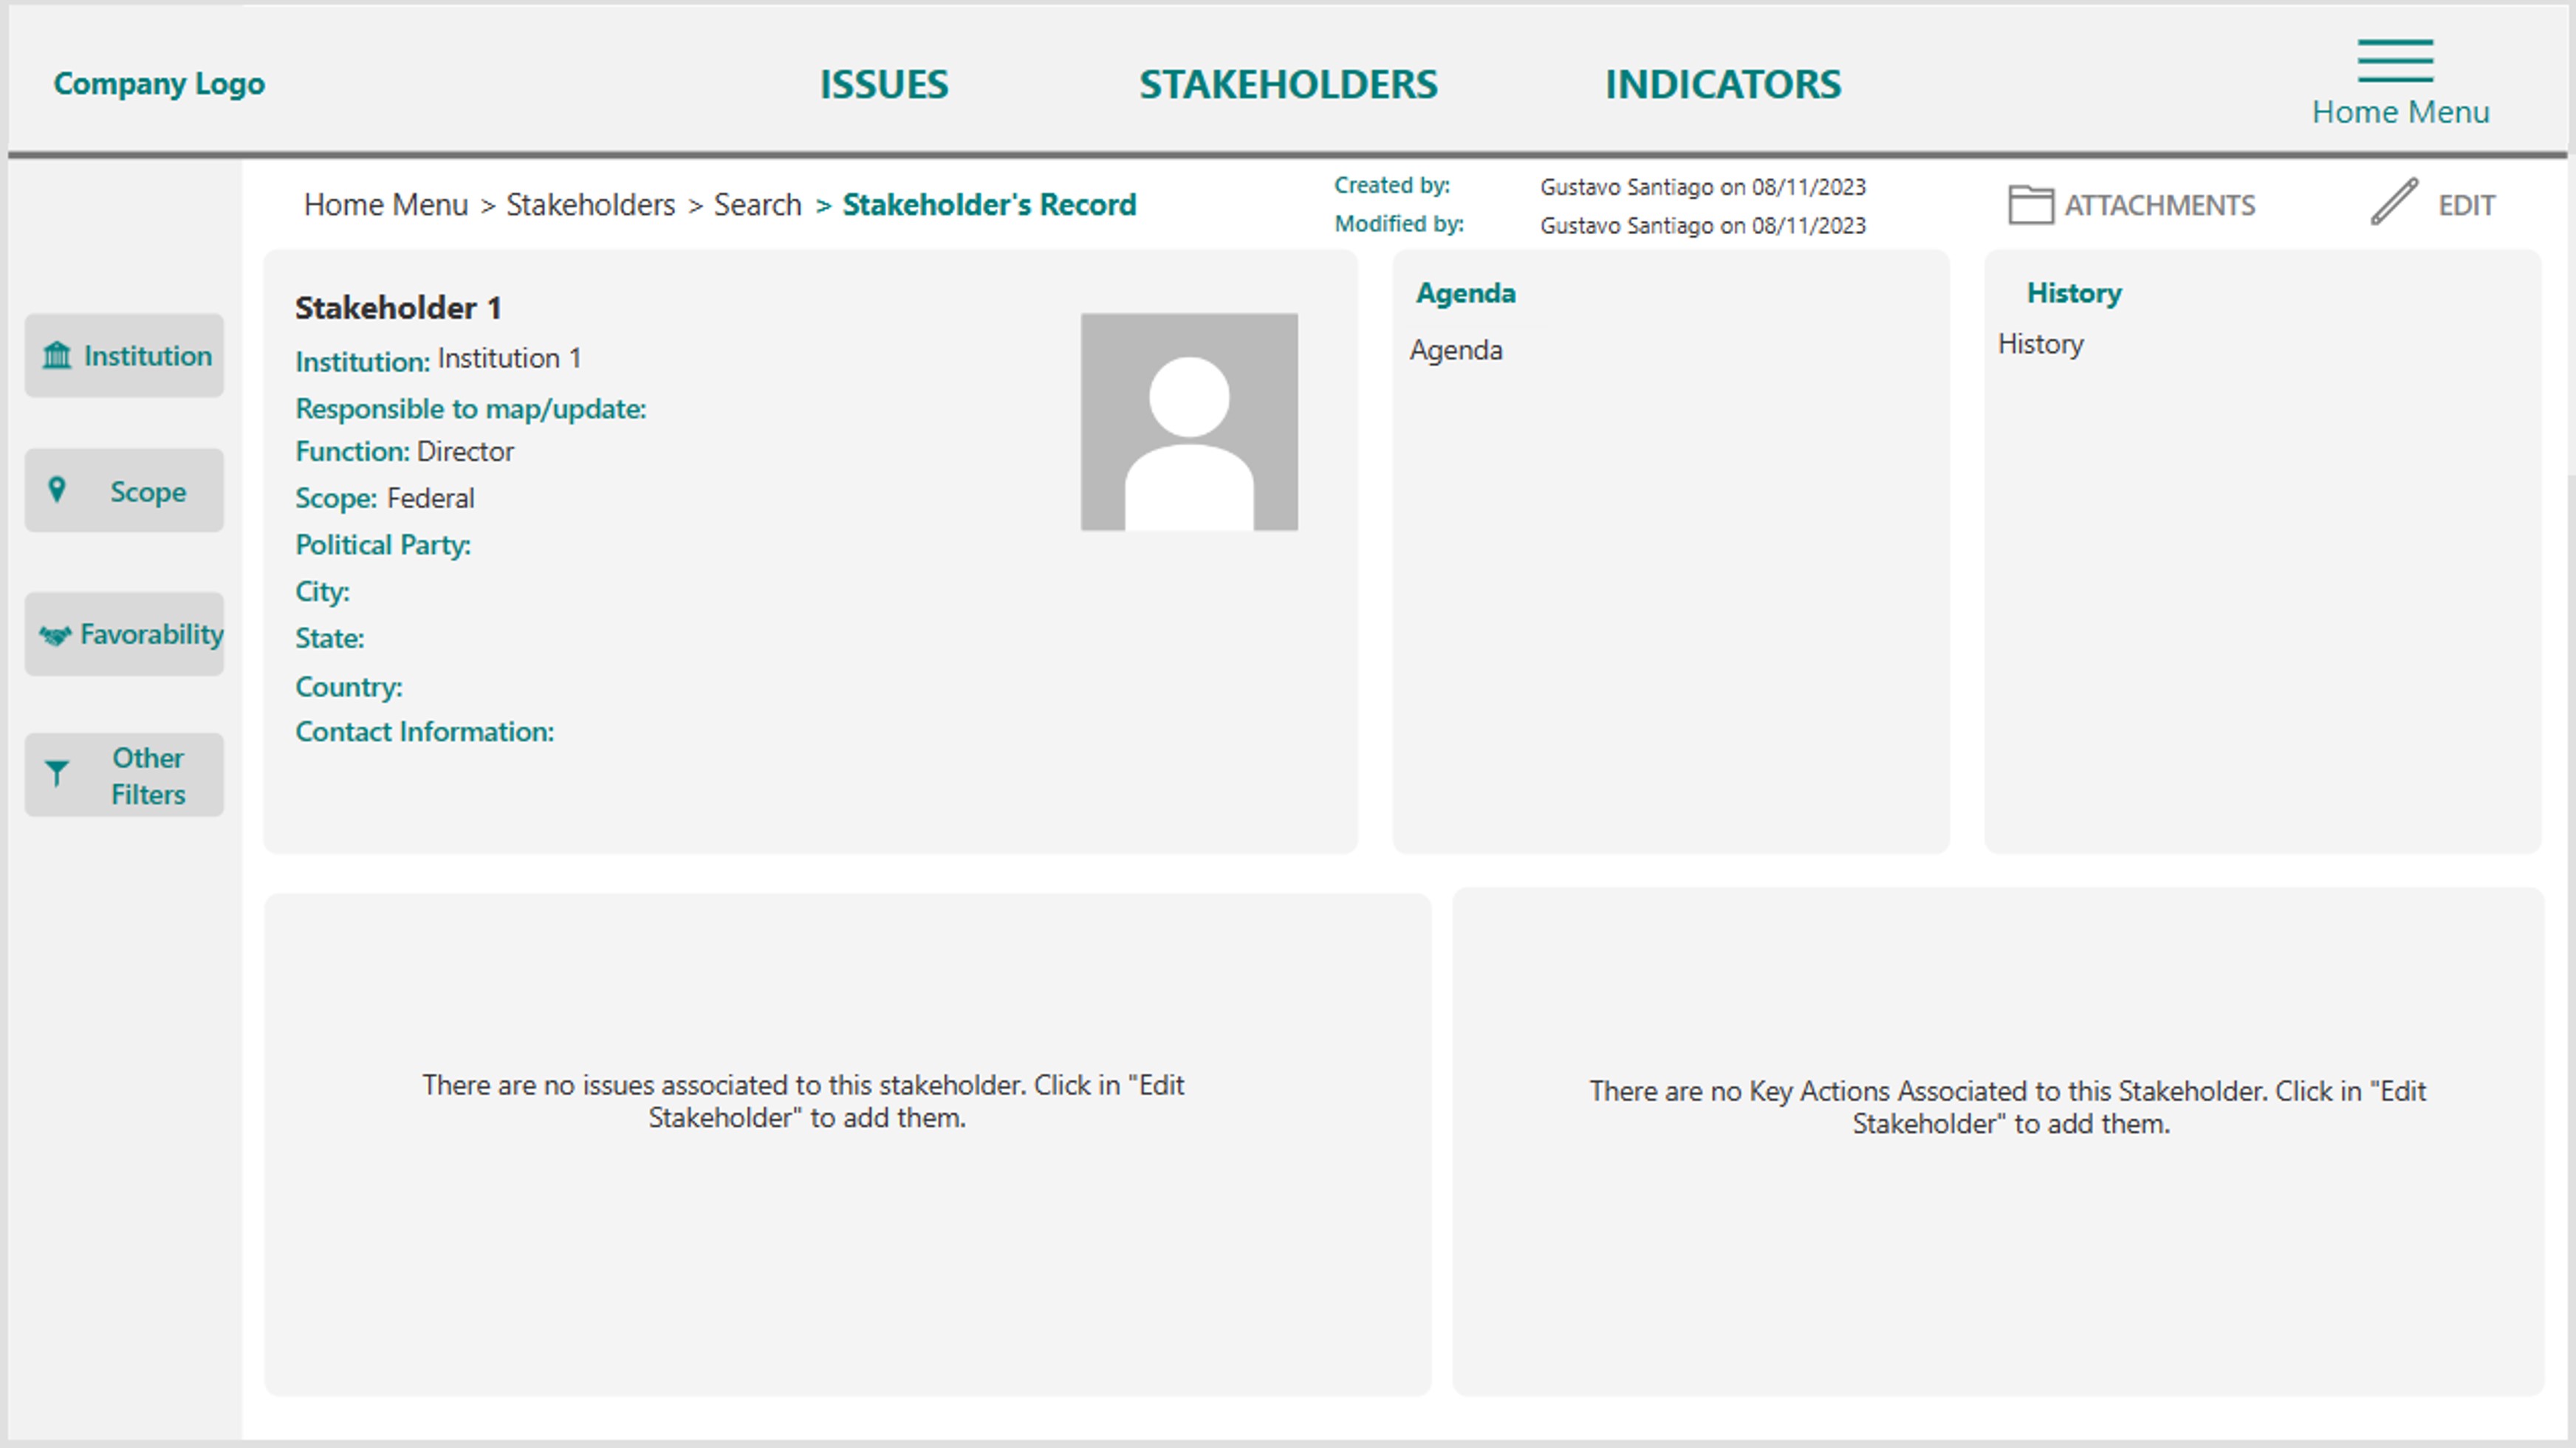 Company Logo
ISSUES
STAKEHOLDERS
INDICATORS
Home Menu
Home Menu > Stakeholders > Search > Stakeholder's Record
Created by: Gustavo Santiago on 08/11/2023
Modified by: Gustavo Santiago on 08/11/2023
ATTACHMENTS
EDIT
Institution
Scope
Favorability
Other
Filters
Stakeholder 1
Institution: Institution 1
Responsible to map/update:
Function: Director
Scope: Federal
Political Party:
City:
State:
Country:
Contact Information:
Agenda
Agenda
History
History
There are no issues associated to this stakeholder. Click in "Edit
Stakeholder" to add them.
There are no Key Actions Associated to this Stakeholder. Click in "Edit
Stakeholder" to add them.